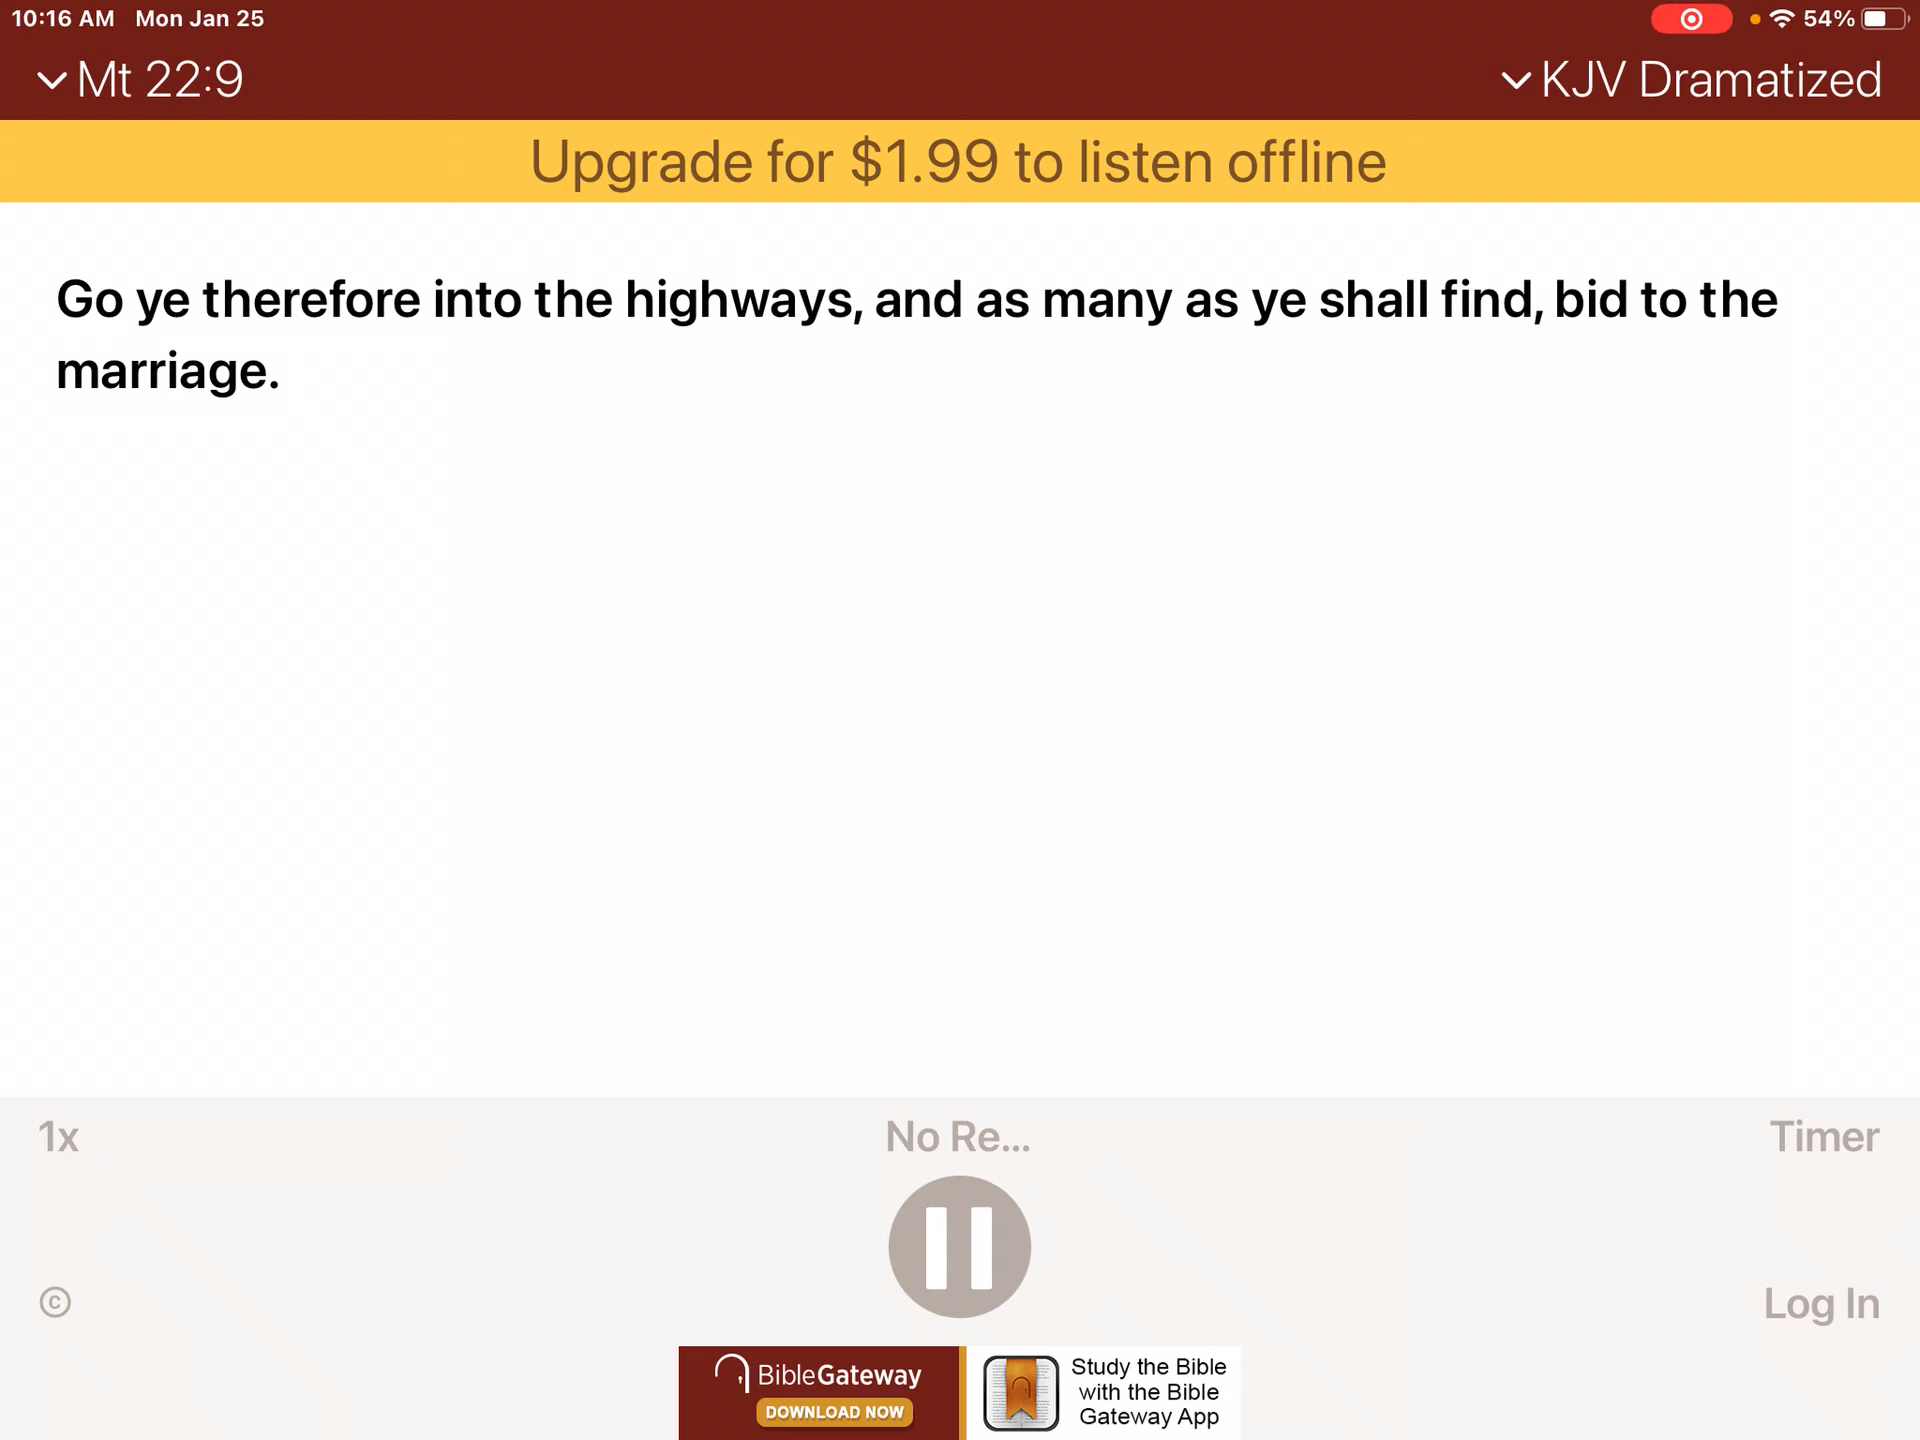 10:16 AM Mon Jan 25
54%
Mt 22:9
KJV Dramatized
Upgrade for $1.99 to listen offline
Go ye therefore into the highways, and as many as ye shall find, bid to the
marriage.
1x
No Re...
Timer
©
Log In
BibleGateway
DOWNLOAD NOW
Study the Bible
with the Bible
Gateway App